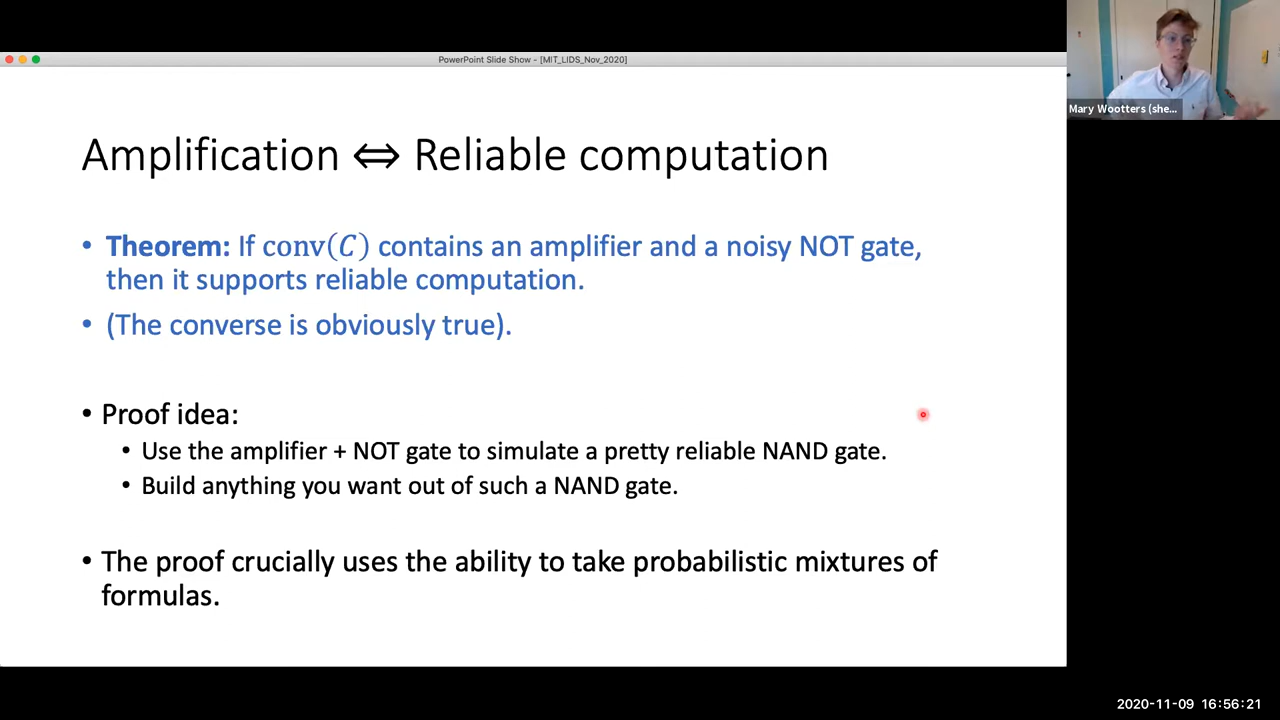 PowerPoint Slide Show - [MIT_LIDS_Nov_2020]
Mary Wootters (she...
Amplification ⇔ Reliable computation
• Theorem: If conv(C) contains an amplifier and a noisy NOT gate,
then it supports reliable computation.
• (The converse is obviously true).
• Proof idea:
• Use the amplifier + NOT gate to simulate a pretty reliable NAND gate.
• Build anything you want out of such a NAND gate.
• The proof crucially uses the ability to take probabilistic mixtures of
formulas.
2020-11-09 16:56:21